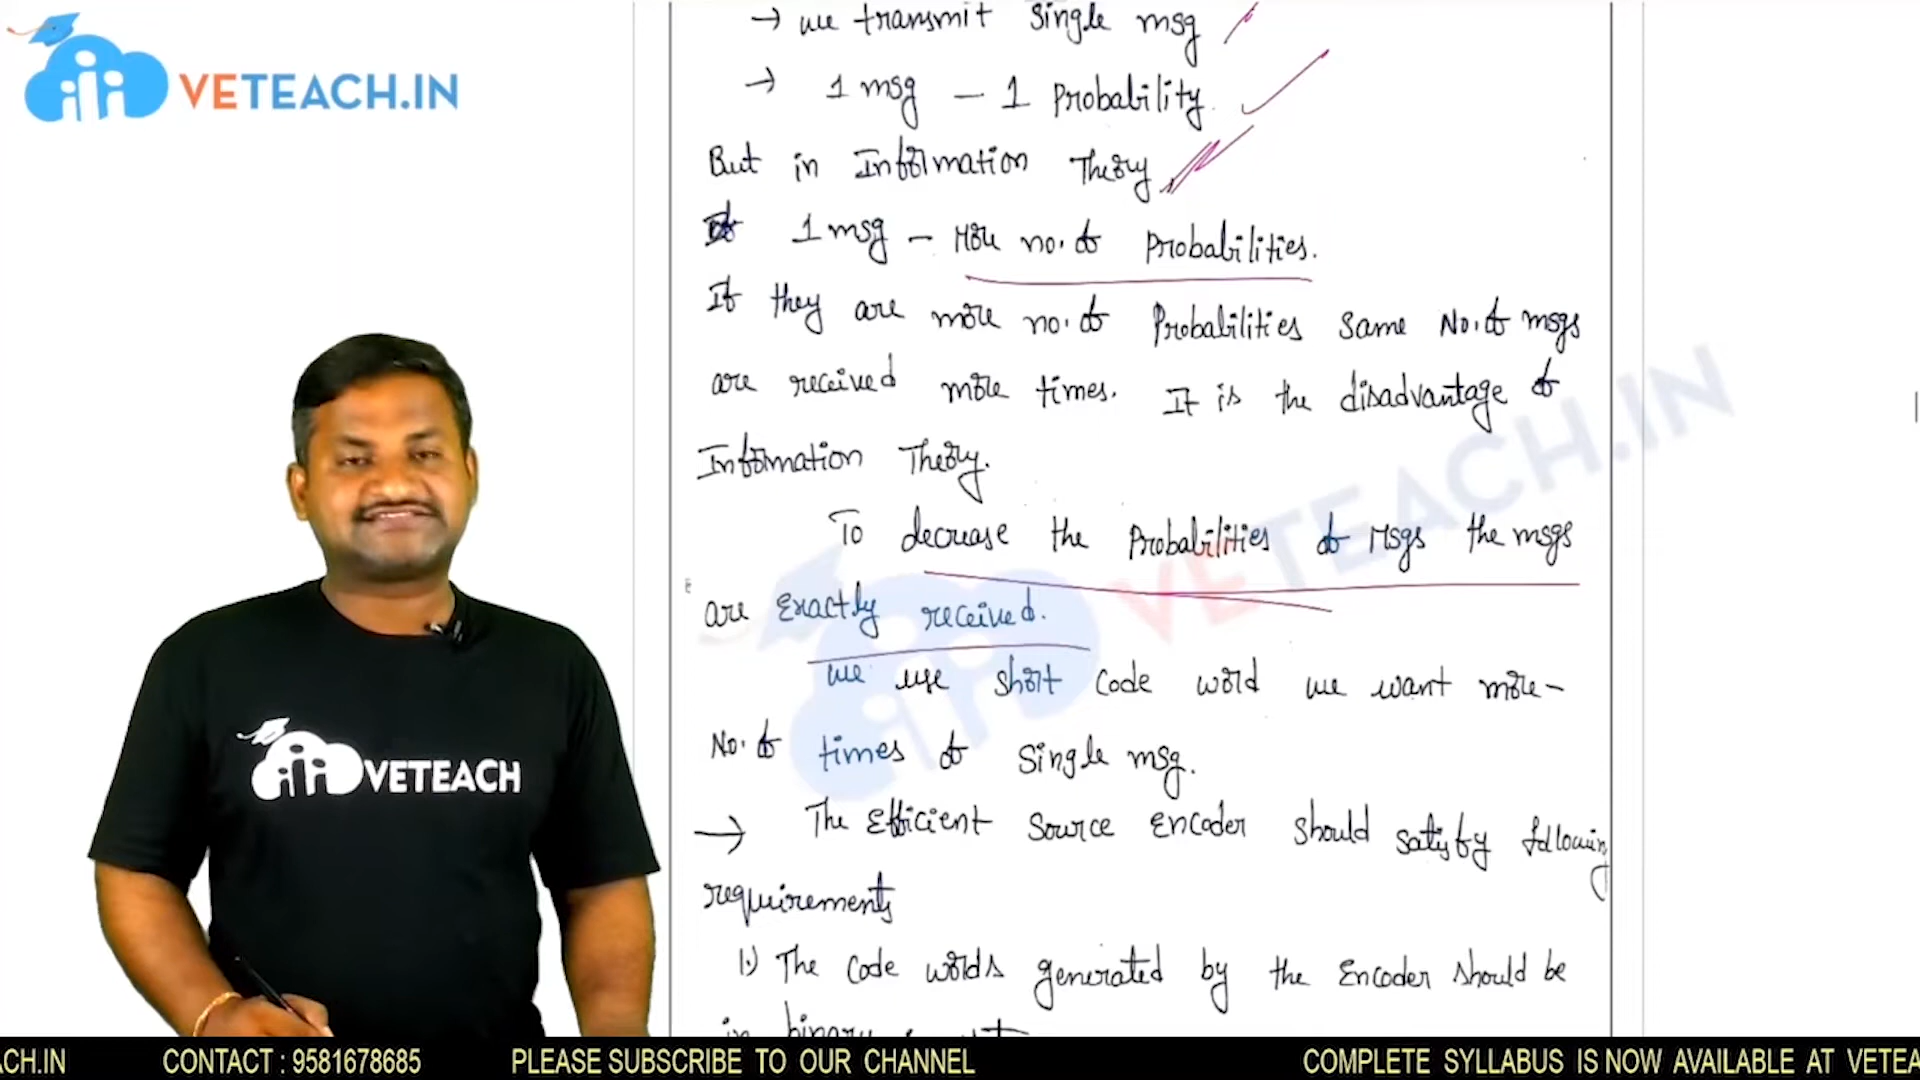 VETEACH.IN
→ we transmit Single msg
→ 1 msg – 1 Probability.
But in Information Theory
1 msg – More no. of Probabilities.
If they are more no. of Probabilities Same No. of msgs
are received more times. It is the disadvantage of
Information Theory.
To decrease the Probabilities of Msgs the msgs
are Exactly received.
we use short Code word we want more-
No. of times of Single msg.
→ The Efficient Source Encoder should satisfy following
requirements
1.) The Code words generated by the Encoder should be
in binary
VETEACH.IN
VETEACH
ACH.IN CONTACT : 9581678685 PLEASE SUBSCRIBE TO OUR CHANNEL COMPLETE SYLLABUS IS NOW AVAILABLE AT VETEA